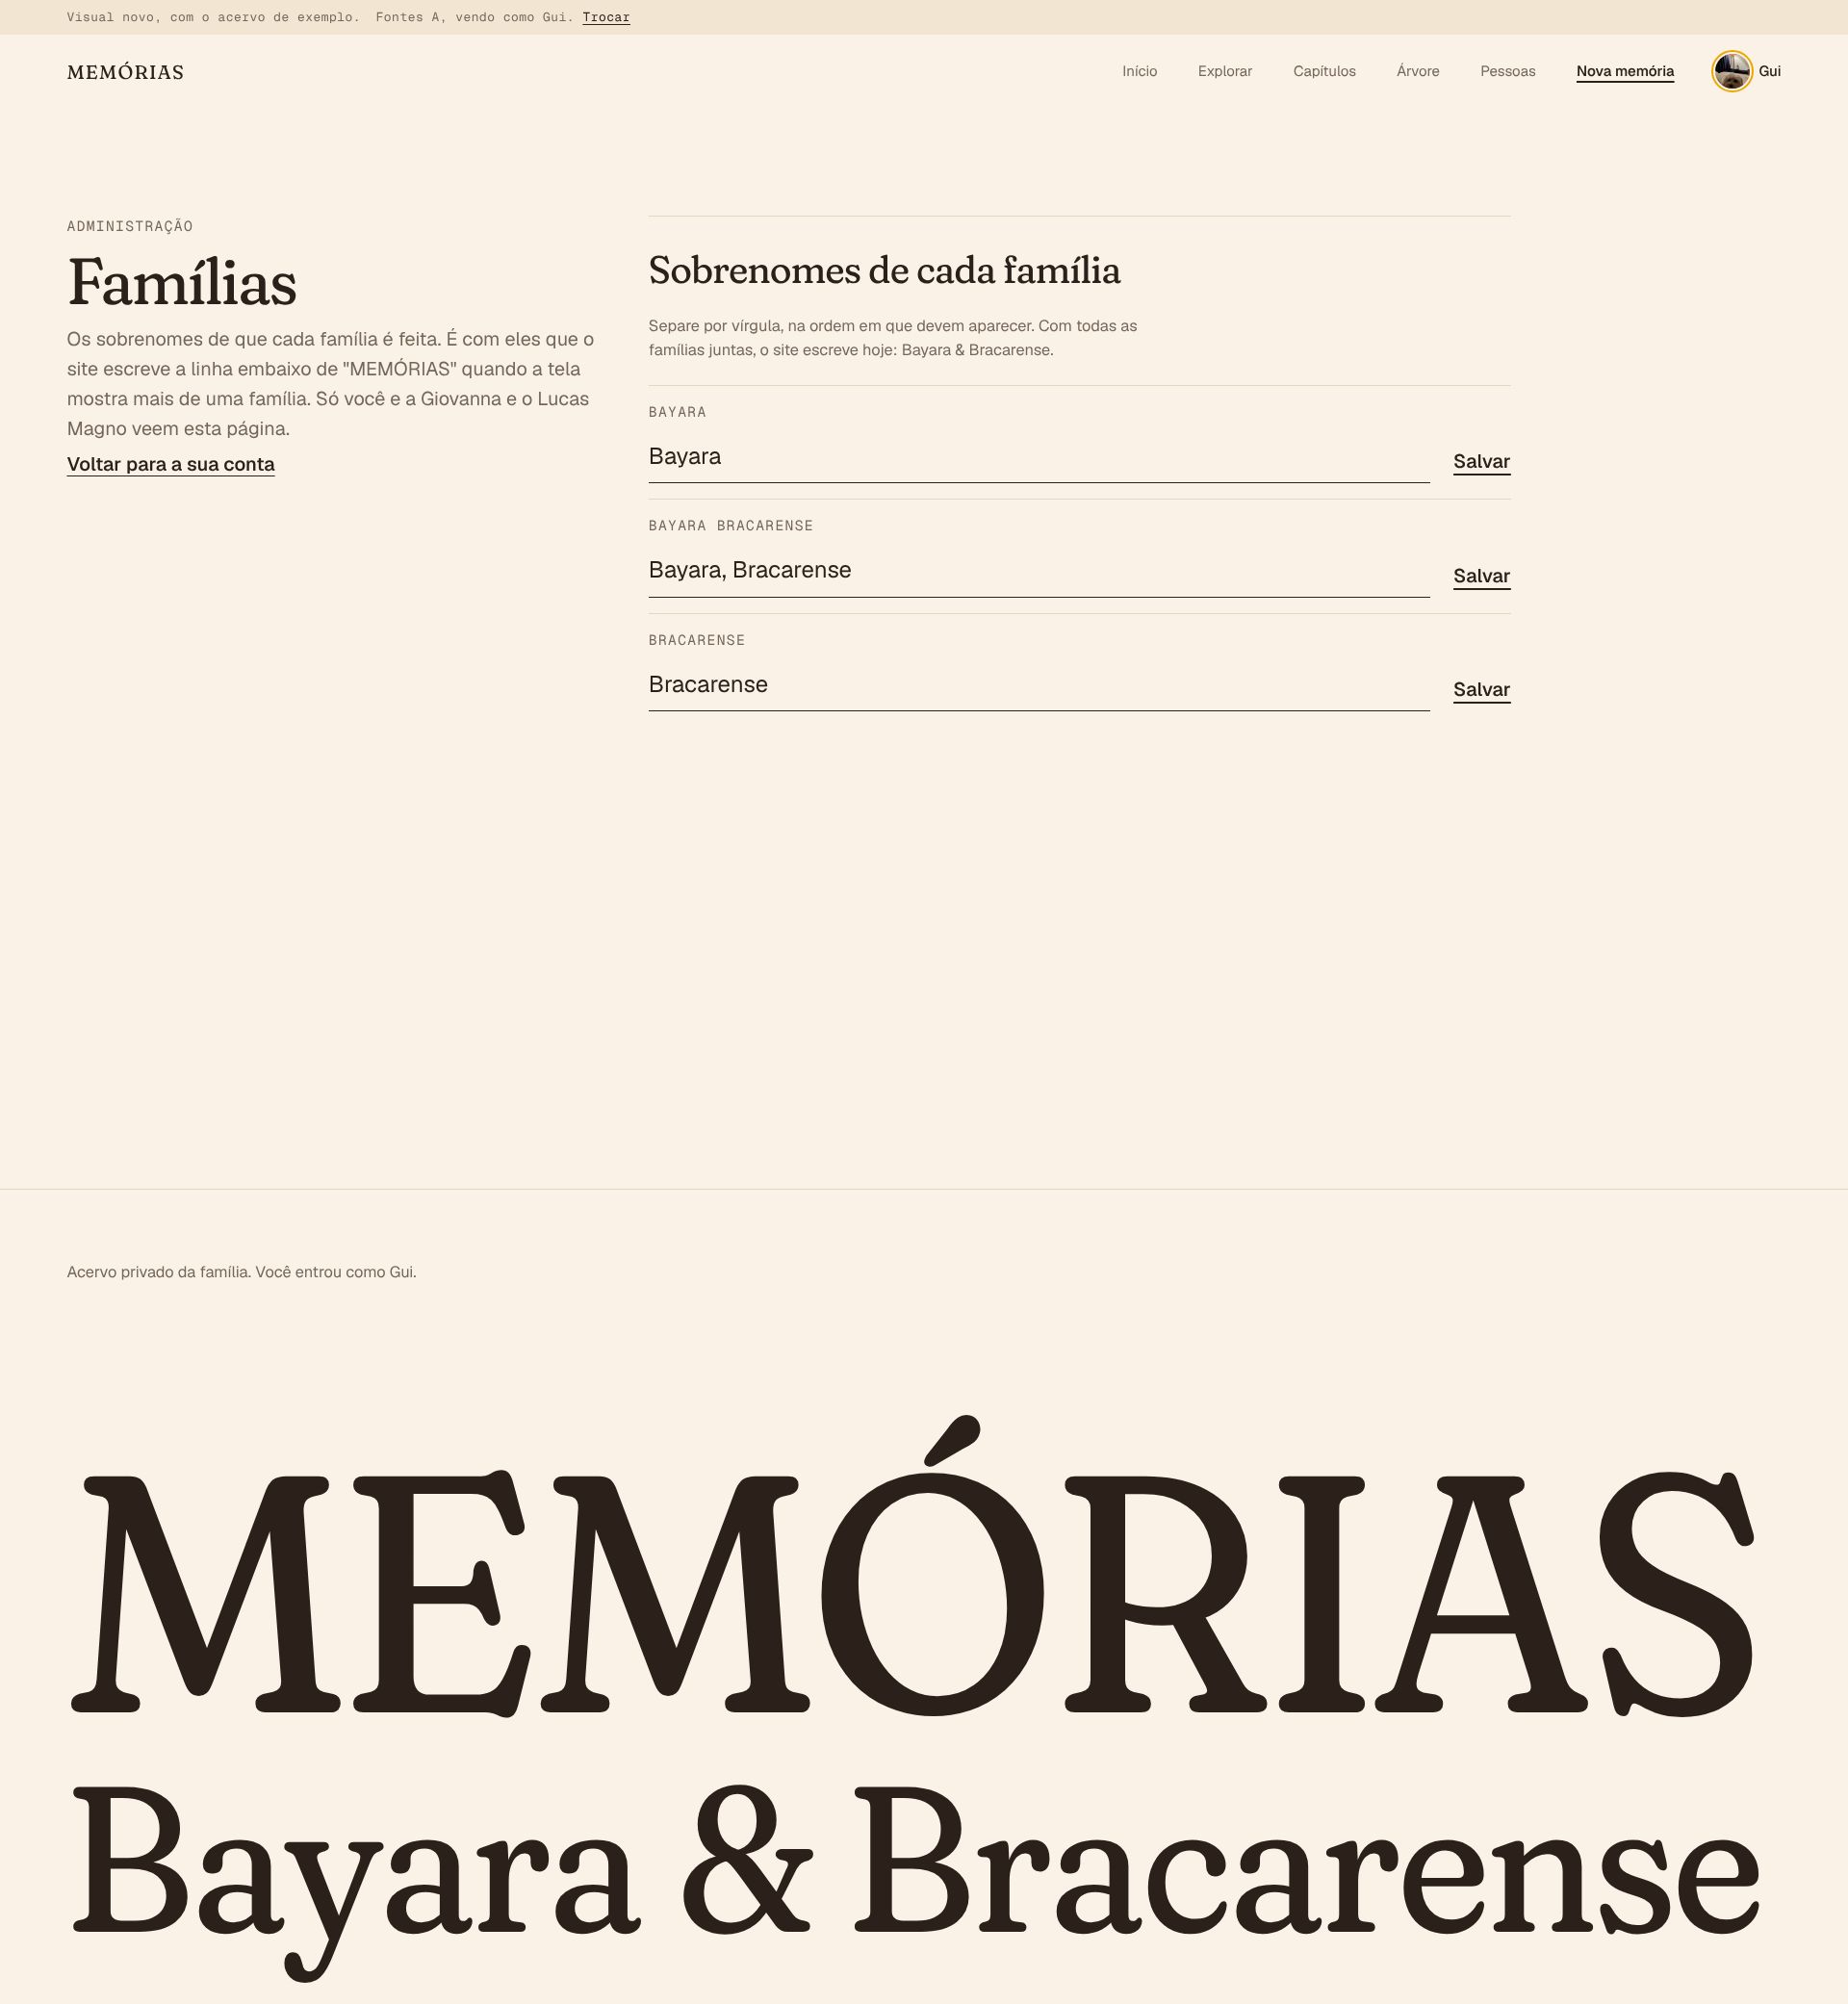 Visual novo, com o acervo de exemplo. Fontes A, vendo como Gui. Trocar
MEMÓRIAS
Início Explorar Capítulos Árvore Pessoas Nova memória Gui
ADMINISTRAÇÃO
Famílias
Os sobrenomes de que cada família é feita. É com eles que o
site escreve a linha embaixo de "MEMÓRIAS" quando a tela
mostra mais de uma família. Só você e a Giovanna e o Lucas
Magno veem esta página.
Voltar para a sua conta
Sobrenomes de cada família
Separe por vírgula, na ordem em que devem aparecer. Com todas as
famílias juntas, o site escreve hoje: Bayara & Bracarense.
BAYARA
Bayara Salvar
BAYARA BRACARENSE
Bayara, Bracarense Salvar
BRACARENSE
Bracarense Salvar
Acervo privado da família. Você entrou como Gui.
MEMÓRIAS
Bayara & Bracarense